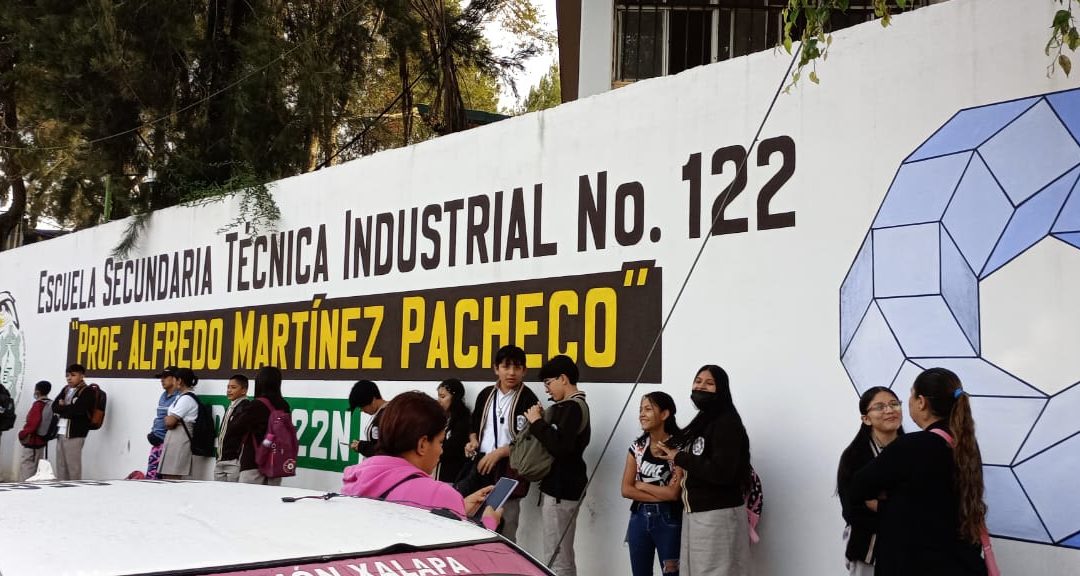 ESCUELA SECUNDARIA TÉCNICA INDUSTRIAL No. 122
"PROF. ALFREDO MARTÍNEZ PACHECO"
22N
XALAPA